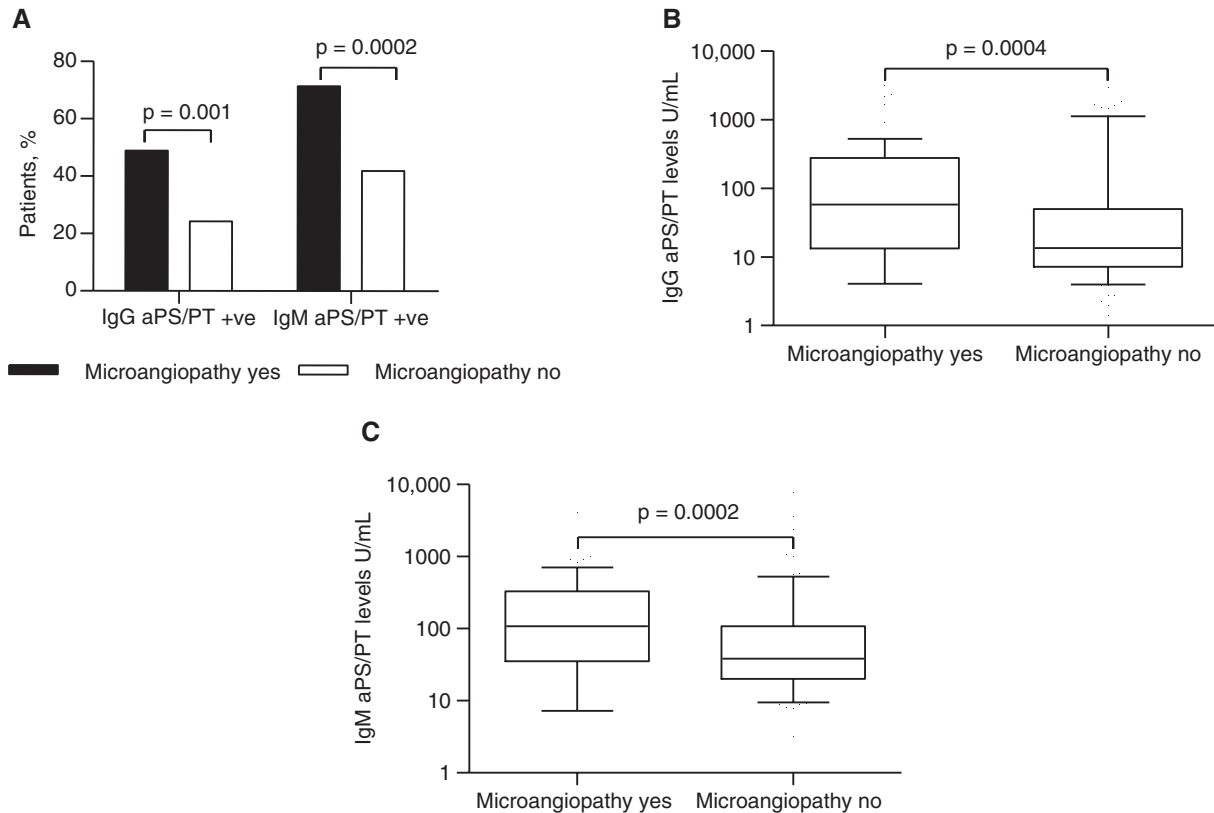 A
p = 0.0002
p = 0.001
Patients, %
80
60
40
20
0
IgG aPS/PT +ve
IgM aPS/PT +ve
Microangiopathy yes
Microangiopathy no
B
p = 0.0004
IgG aPS/PT levels U/mL
10,000
1000
100
10
1
Microangiopathy yes
Microangiopathy no
C
p = 0.0002
IgM aPS/PT levels U/mL
10,000
1000
100
10
1
Microangiopathy yes
Microangiopathy no